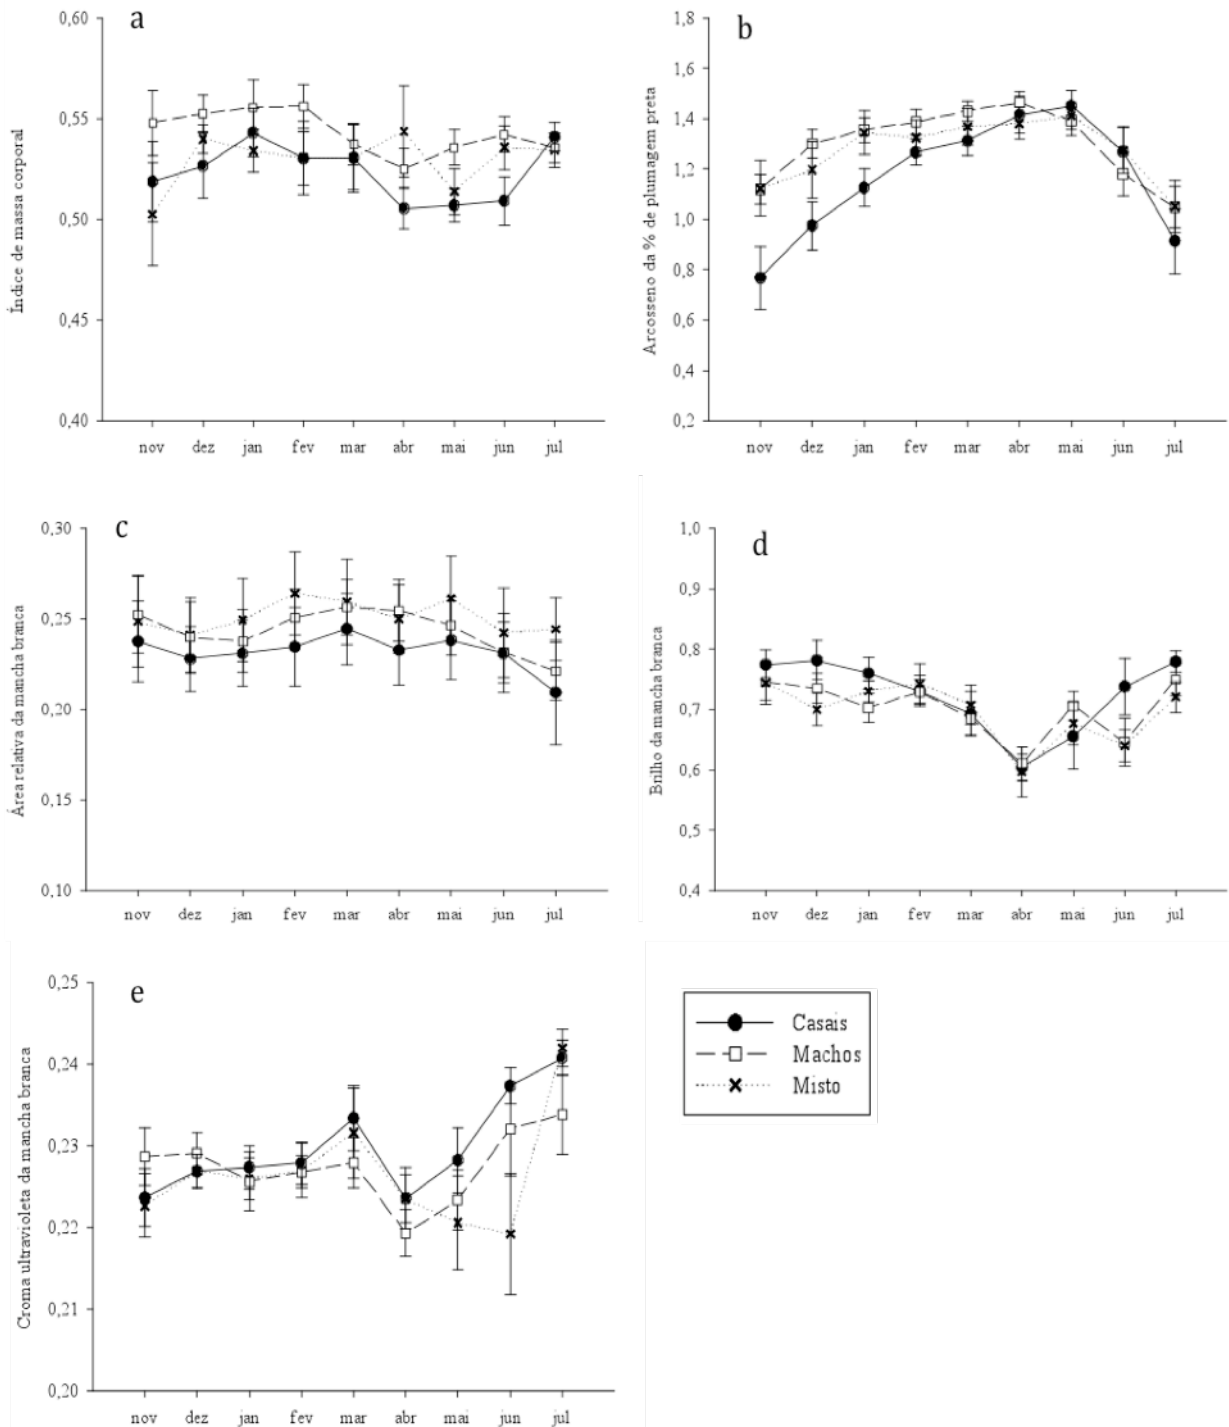 a
Índice de massa corporal
0,60
0,55
0,50
0,45
0,40
nov dez jan fev mar abr mai jun jul
b
Arcosseno da % de plumagem preta
1,8
1,6
1,4
1,2
1,0
0,8
0,6
0,4
0,2
nov dez jan fev mar abr mai jun jul
c
Área relativa da mancha branca
0,30
0,25
0,20
0,15
0,10
nov dez jan fev mar abr mai jun jul
d
Brilho da mancha branca
1,0
0,9
0,8
0,7
0,6
0,5
0,4
nov dez jan fev mar abr mai jun jul
e
Croma ultravioleta da mancha branca
0,25
0,24
0,23
0,22
0,21
0,20
nov dez jan fev mar abr mai jun jul
Casais
Machos
Misto